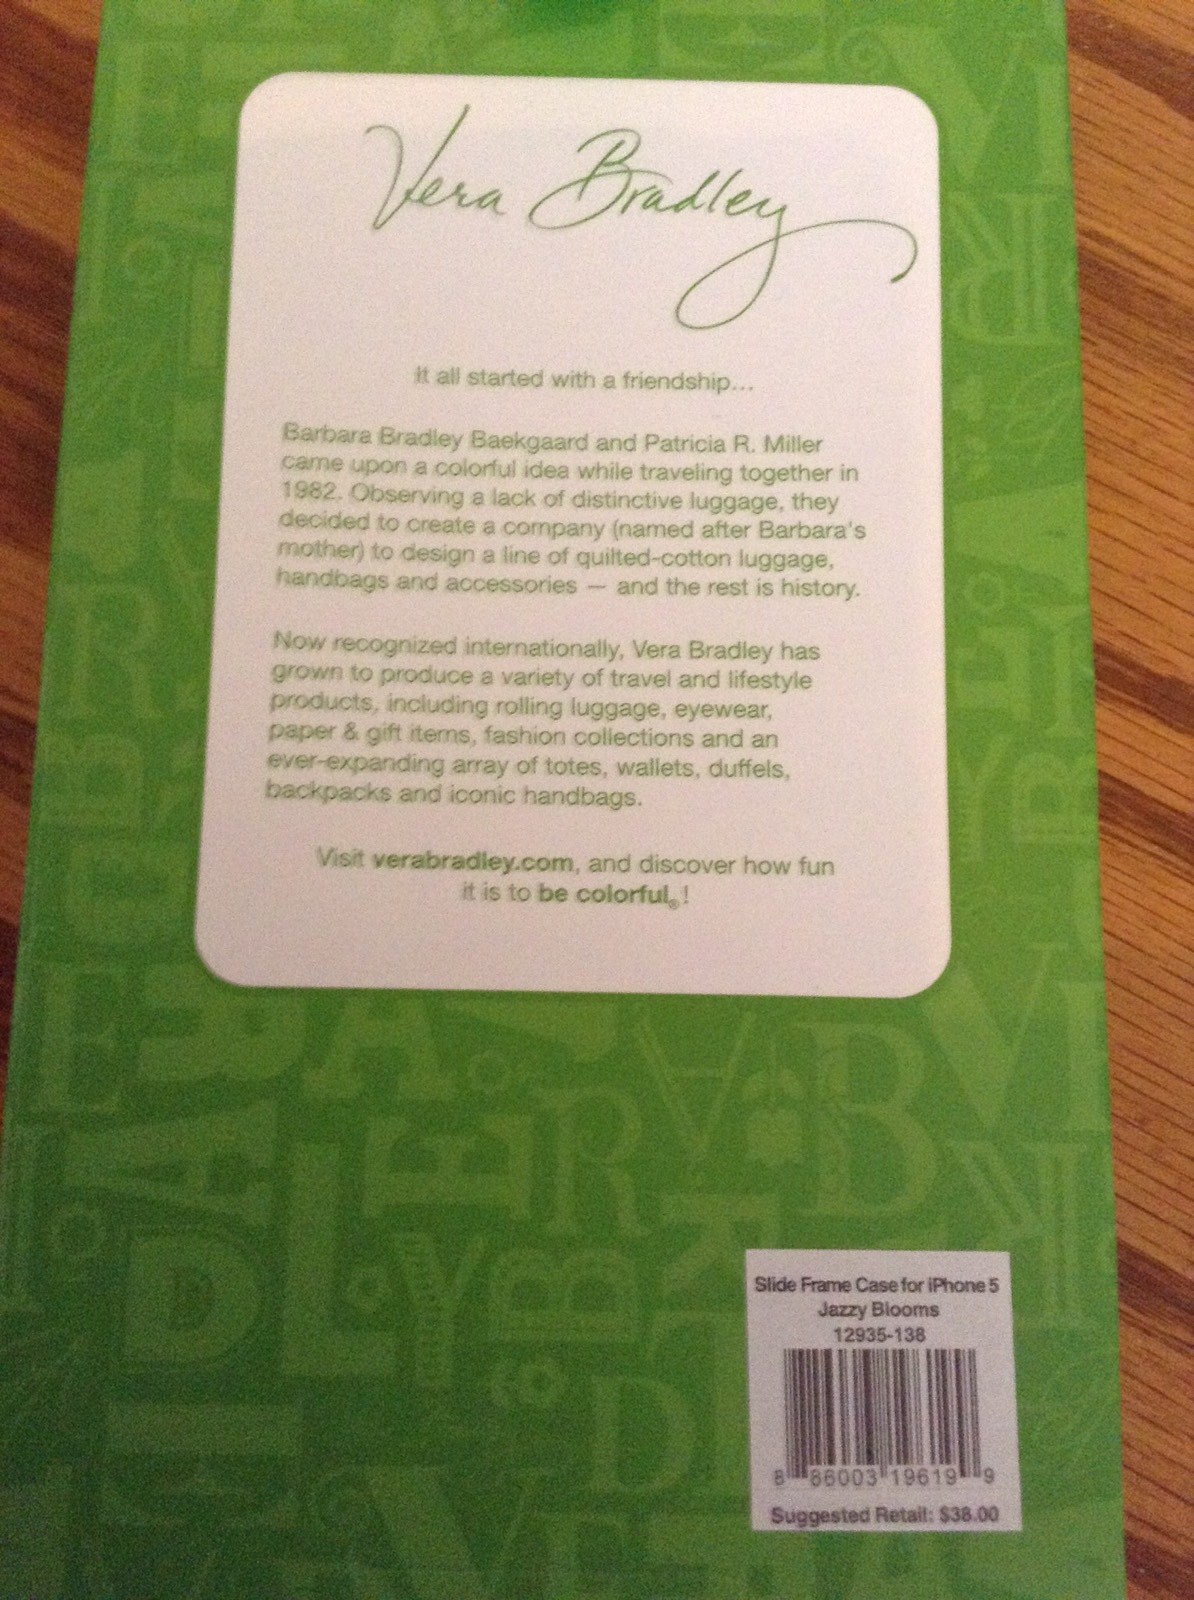 Vera Bradley
It all started with a friendship...
Barbara Bradley Baekgaard and Patricia R. Miller
came upon a colorful idea while traveling together in
1982. Observing a lack of distinctive luggage, they
decided to create a company (named after Barbara's
mother) to design a line of quilted-cotton luggage,
handbags and accessories — and the rest is history.
Now recognized internationally, Vera Bradley has
grown to produce a variety of travel and lifestyle
products, including rolling luggage, eyewear,
paper & gift items, fashion collections and an
ever-expanding array of totes, wallets, duffels,
backpacks and iconic handbags.
Visit verabradley.com, and discover how fun
it is to be colorful®!
Slide Frame Case for iPhone 5
Jazzy Blooms
12935-138
8 86003 19619 9
Suggested Retail: $38.00